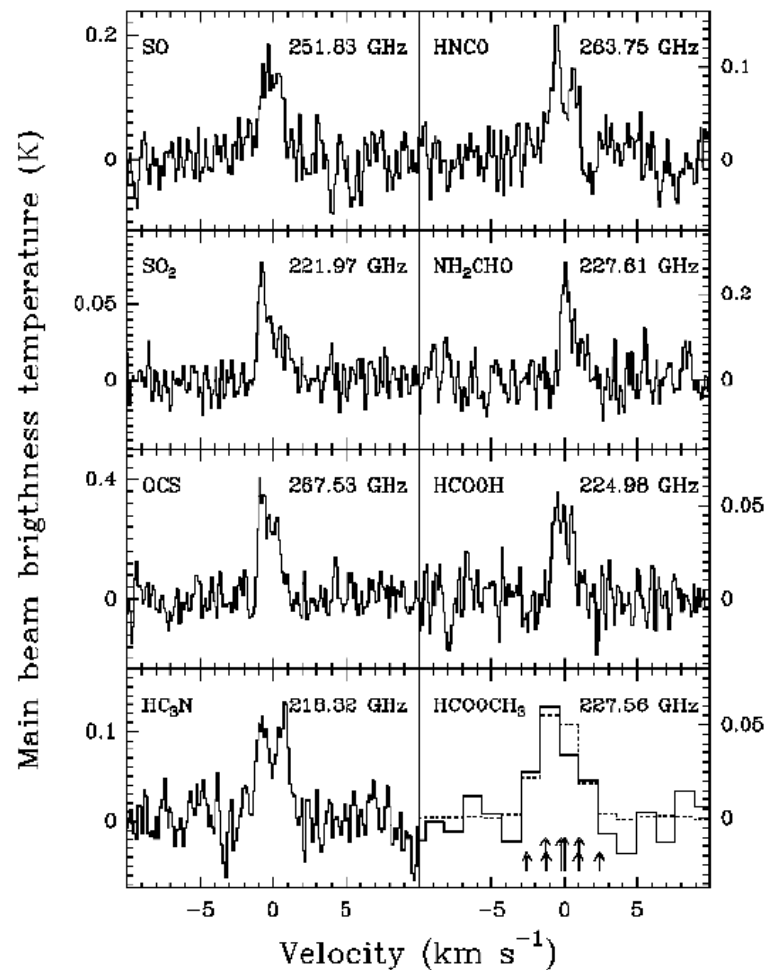 Main beam brigthness temperature (K)
SO 251.83 GHz
HNCO 263.75 GHz
0.2
0
0.1
0
SO₂ 221.97 GHz
NH₂CHO 227.61 GHz
0.05
0
0.2
0
OCS 267.53 GHz
HCOOH 224.98 GHz
0.4
0
0.05
0
HC₃N 218.32 GHz
HCOOCH₃ 227.56 GHz
0.1
0
0.05
0
−5 0 5 −5 0 5
Velocity (km s⁻¹)